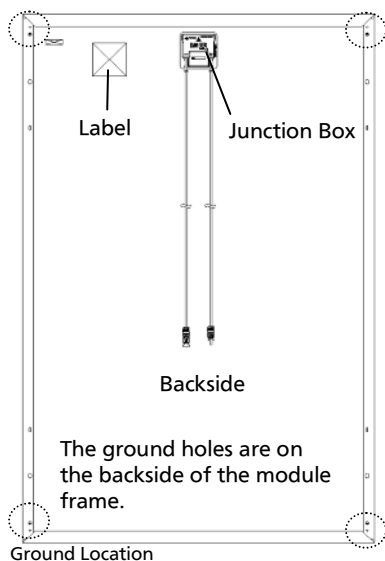 Label
Junction Box
Backside
The ground holes are on
the backside of the module
frame.
Ground Location